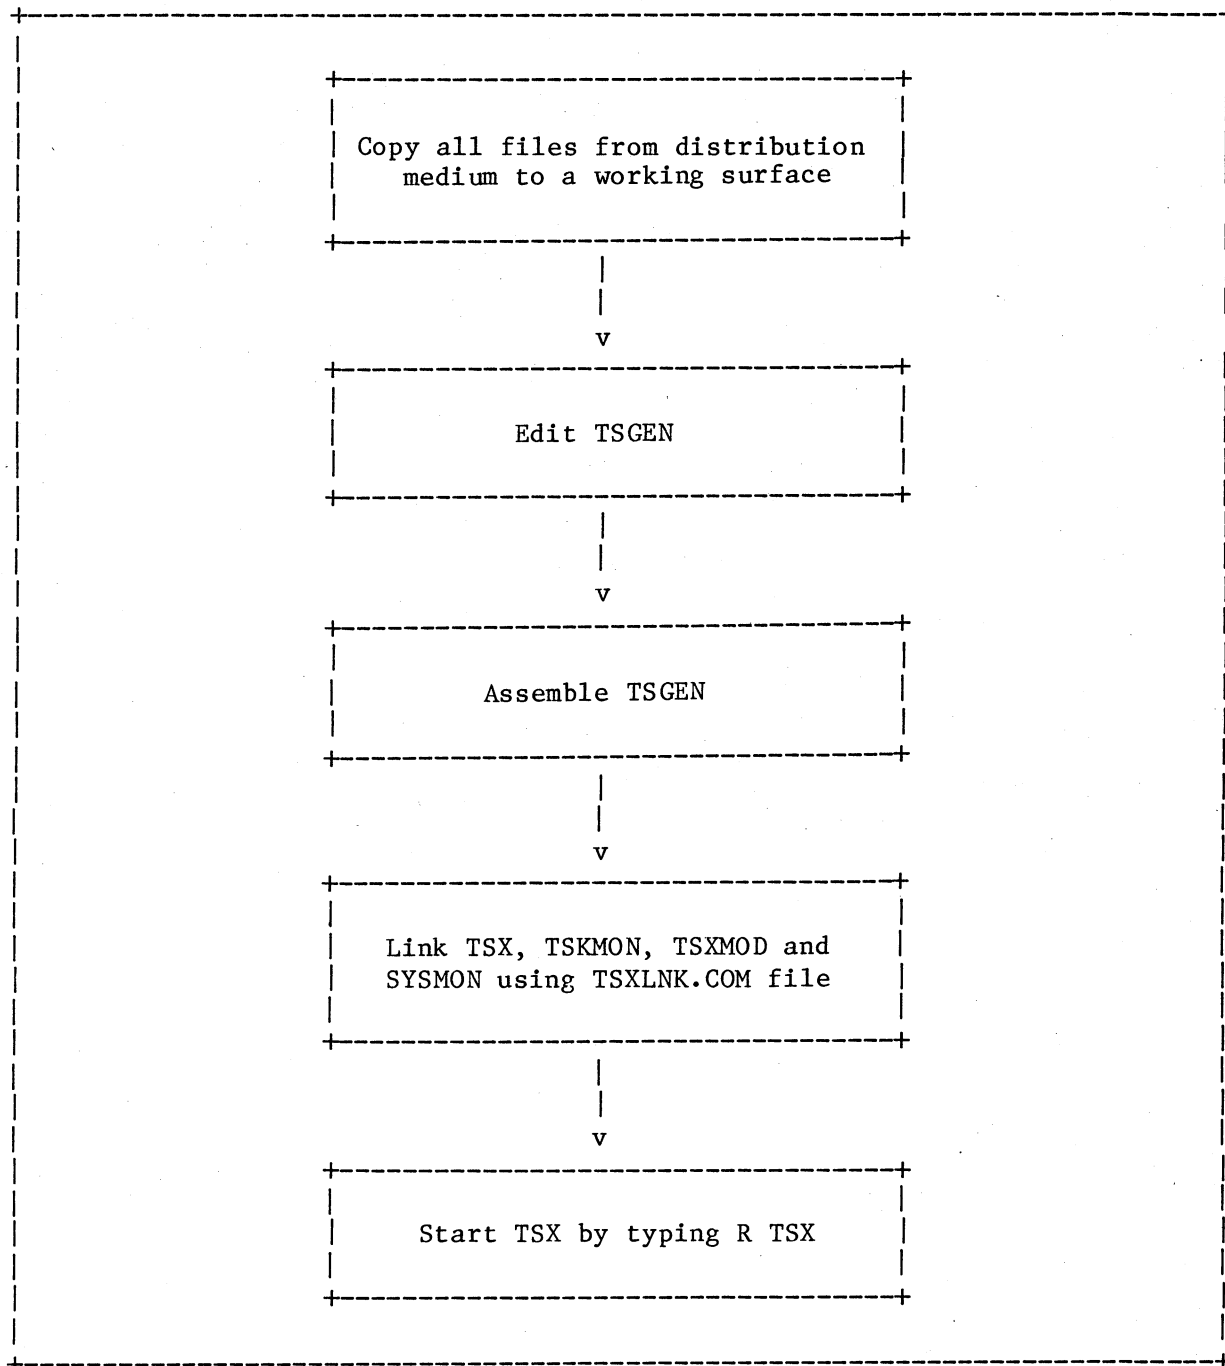 Copy all files from distribution
medium to a working surface
v
Edit TSGEN
v
Assemble TSGEN
v
Link TSX, TSKMON, TSXMOD and
SYSMON using TSXLNK.COM file
v
Start TSX by typing R TSX